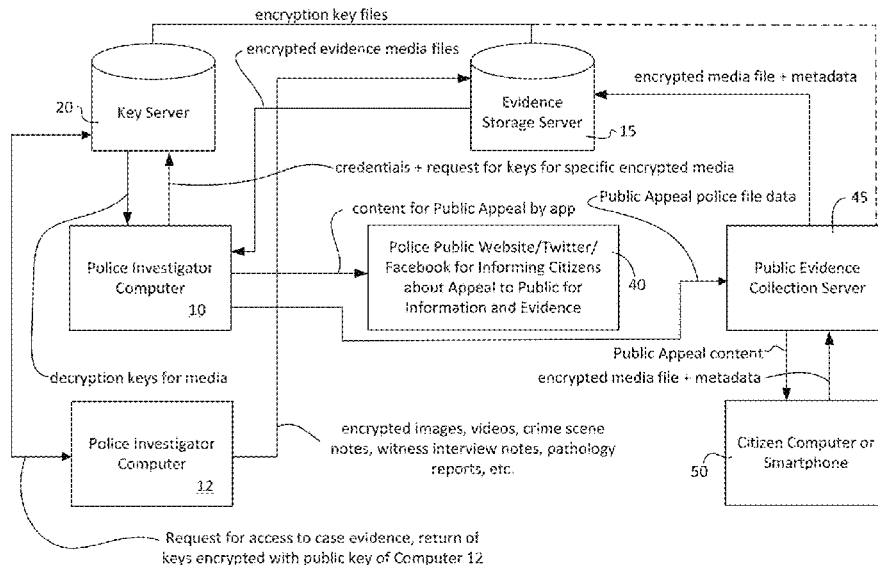 encryption key files
encrypted evidence media files
encrypted media file + metadata
20
Key Server
Evidence
Storage Server
15
credentials + request for keys for specific encrypted media
Public Appeal police file data
45
content for Public Appeal by app
Police Investigator
Computer
10
Police Public Website/Twitter/
Facebook for Informing Citizens
about Appeal to Public for
Information and Evidence
40
Public Evidence
Collection Server
decryption keys for media
Public Appeal content
encrypted media file + metadata
Police Investigator
Computer
12
encrypted images, videos, crime scene
notes, witness interview notes, pathology
reports, etc.
50
Citizen Computer or
Smartphone
Request for access to case evidence, return of
keys encrypted with public key of Computer 12